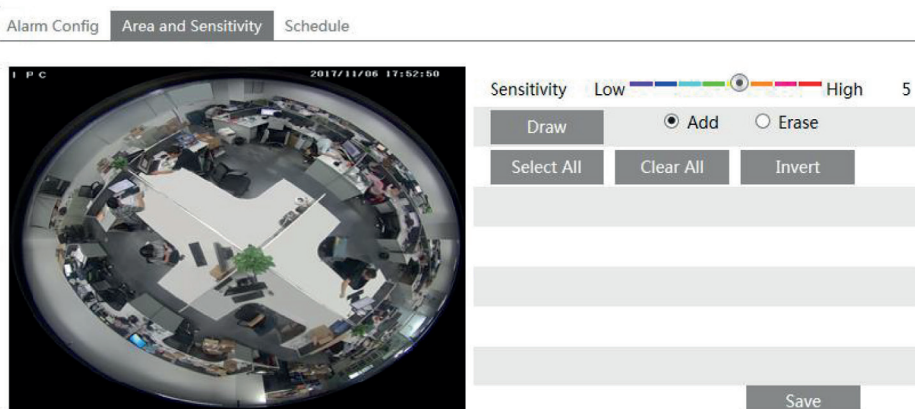 Alarm Config Area and Sensitivity Schedule
IPC 2017/11/06 17:52:50
Sensitivity Low High 5
Draw Add Erase
Select All Clear All Invert
Save